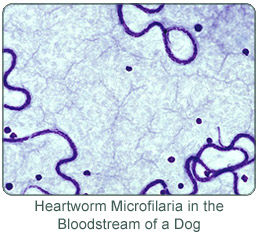 Heartworm Microfilaria in the
Bloodstream of a Dog